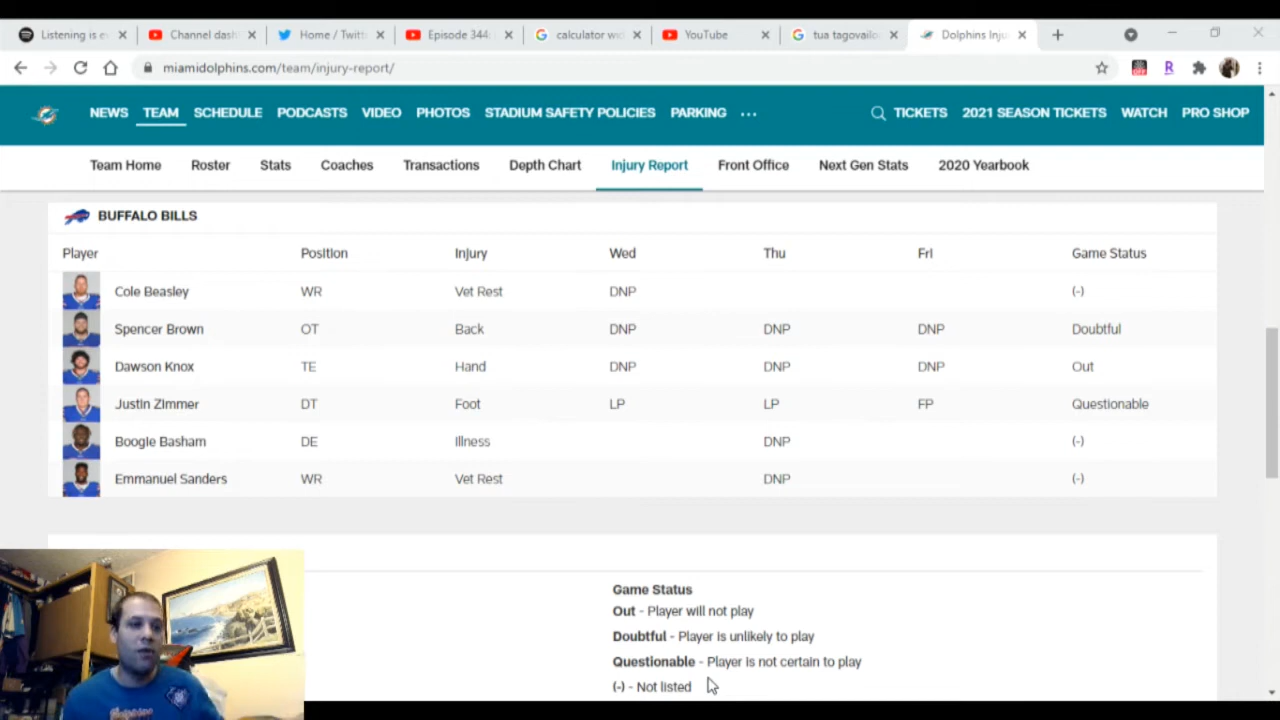 Listening is e
Channel dash
Home / Twitt
Episode 344:
calculator wi
YouTube
tua tagovailo
Dolphins Inju
miamidolphins.com/team/injury-report/
OFF
R
NEWS TEAM SCHEDULE PODCASTS VIDEO PHOTOS STADIUM SAFETY POLICIES PARKING ••• TICKETS 2021 SEASON TICKETS WATCH PRO SHOP
Team Home Roster Stats Coaches Transactions Depth Chart Injury Report Front Office Next Gen Stats 2020 Yearbook
BUFFALO BILLS
Player Position Injury Wed Thu Fri Game Status
Cole Beasley WR Vet Rest DNP (-)
Spencer Brown OT Back DNP DNP DNP Doubtful
Dawson Knox TE Hand DNP DNP DNP Out
Justin Zimmer DT Foot LP LP FP Questionable
Boogie Basham DE Illness DNP (-)
Emmanuel Sanders WR Vet Rest DNP (-)
Game Status
Out - Player will not play
Doubtful - Player is unlikely to play
Questionable - Player is not certain to play
(-) - Not listed